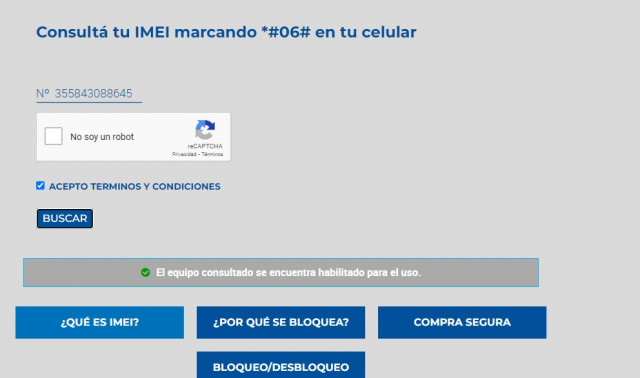 Consultá tu IMEI marcando *#06# en tu celular
Nº 355843088645
No soy un robot
reCAPTCHA
Privacidad - Términos
ACEPTO TERMINOS Y CONDICIONES
BUSCAR
El equipo consultado se encuentra habilitado para el uso.
¿QUÉ ES IMEI?
¿POR QUÉ SE BLOQUEA?
COMPRA SEGURA
BLOQUEO/DESBLOQUEO